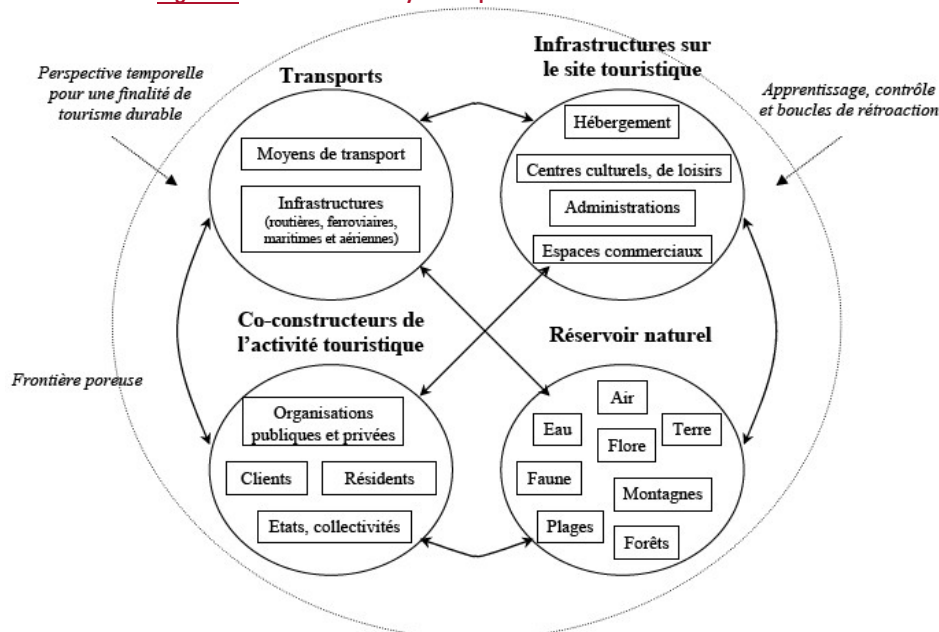 Transports
Infrastructures sur
le site touristique
Perspective temporelle
pour une finalité de
tourisme durable
Apprentissage, contrôle
et boucles de rétroaction
Moyens de transport
Infrastructures
(routières, ferroviaires,
maritimes et aériennes)
Hébergement
Centres culturels, de loisirs
Administrations
Espaces commerciaux
Co-constructeurs de
l'activité touristique
Réservoir naturel
Frontière poreuse
Organisations
publiques et privées
Clients
Résidents
Etats, collectivités
Air
Eau
Terre
Flore
Faune
Montagnes
Plages
Forêts